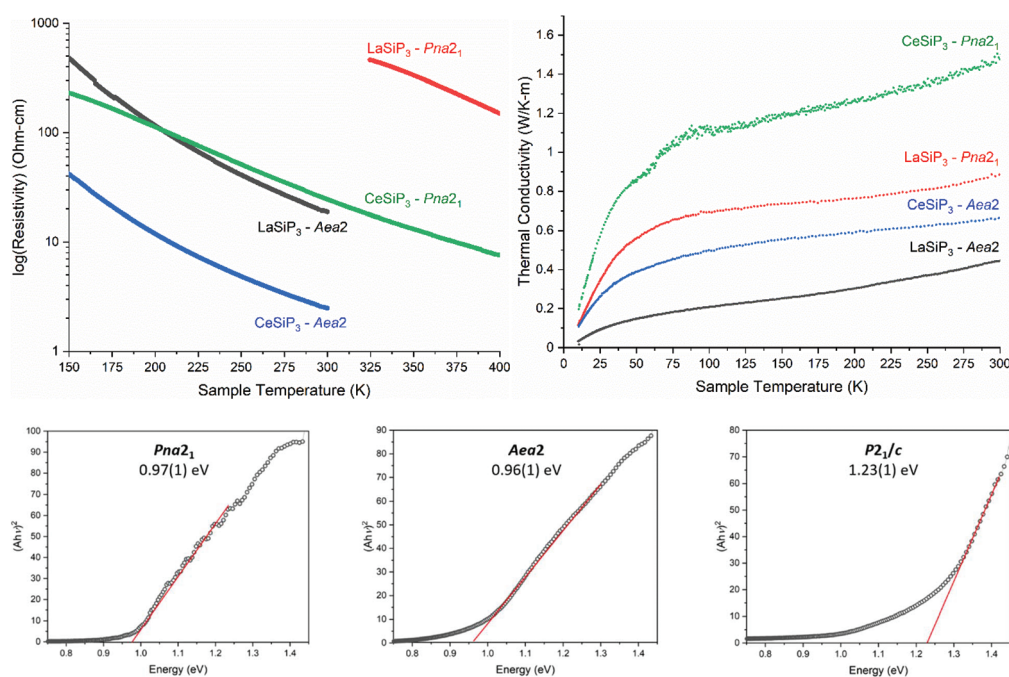 log(Resistivity) (Ohm-cm)
1000
100
10
1
LaSiP₃ - Pna2₁
CeSiP₃ - Pna2₁
LaSiP₃ - Aea2
CeSiP₃ - Aea2
150 175 200 225 250 275 300 325 350 375 400
Sample Temperature (K)
Thermal Conductivity (W/K-m)
1.6
1.4
1.2
1
0.8
0.6
0.4
0.2
0
CeSiP₃ - Pna2₁
LaSiP₃ - Pna2₁
CeSiP₃ - Aea2
LaSiP₃ - Aea2
0 25 50 75 100 125 150 175 200 225 250 275 300
Sample Temperature (K)
(Ahν)²
100
90
80
70
60
50
40
30
20
10
0
Pna2₁
0.97(1) eV
0.8 0.9 1.0 1.1 1.2 1.3 1.4
Energy (eV)
(Ahν)²
90
80
70
60
50
40
30
20
10
0
Aea2
0.96(1) eV
0.8 0.9 1.0 1.1 1.2 1.3 1.4
Energy (eV)
(Ahν)²
80
70
60
50
40
30
20
10
0
P2₁/c
1.23(1) eV
0.8 0.9 1.0 1.1 1.2 1.3 1.4
Energy (eV)